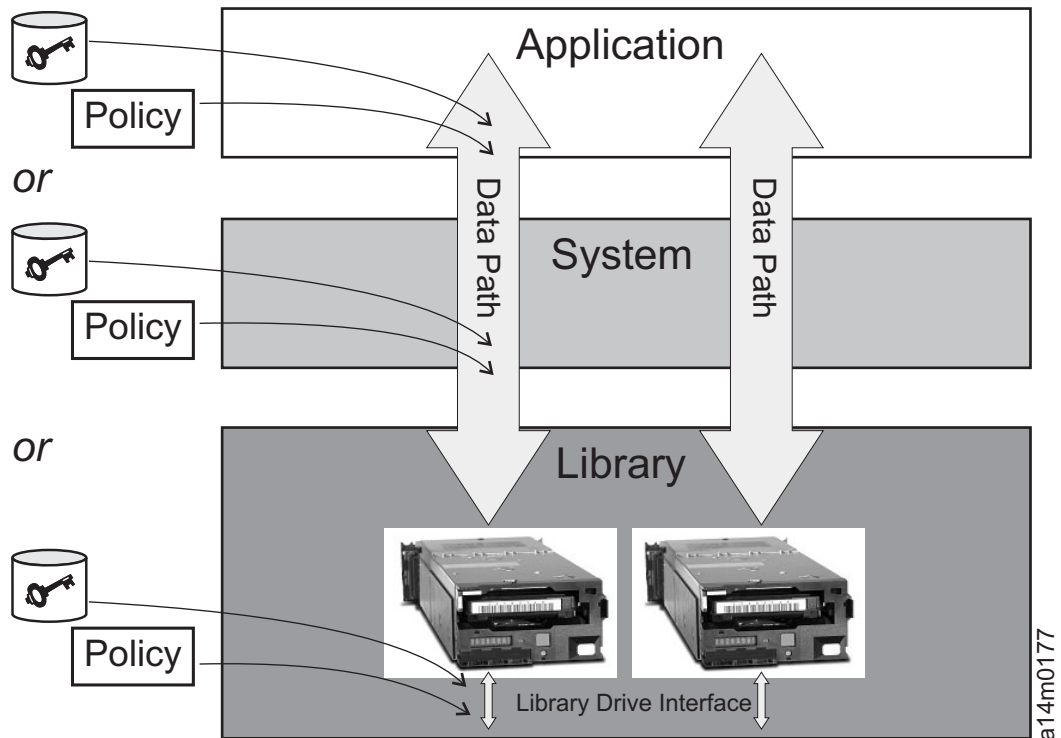 Application
Policy
or
Data Path
Data Path
System
Policy
or
Library
Policy
Library Drive Interface
a14m0177